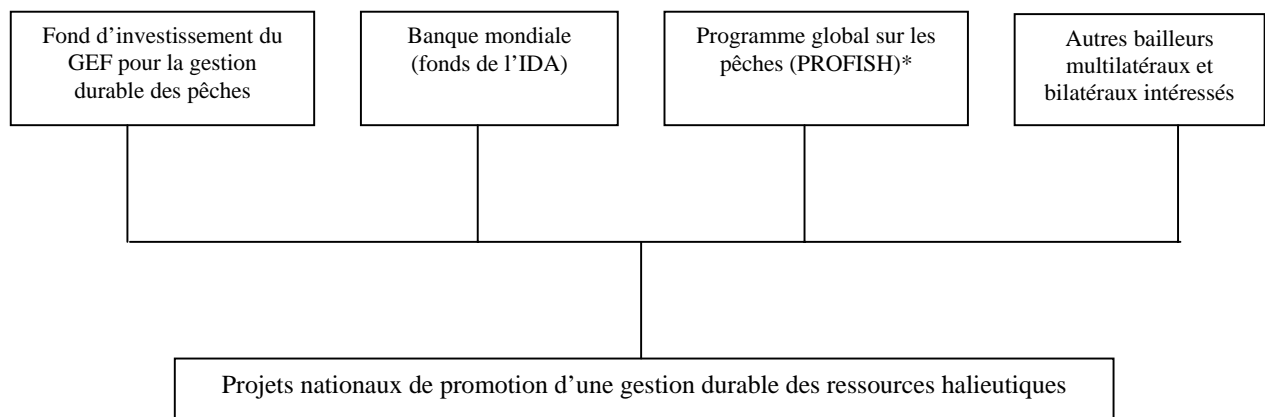 Fond d'investissement du
GEF pour la gestion
durable des pêches
Banque mondiale
(fonds de l'IDA)
Programme global sur les
pêches (PROFISH)*
Autres bailleurs
multilatéraux et
bilatéraux intéressés
Projets nationaux de promotion d'une gestion durable des ressources halieutiques